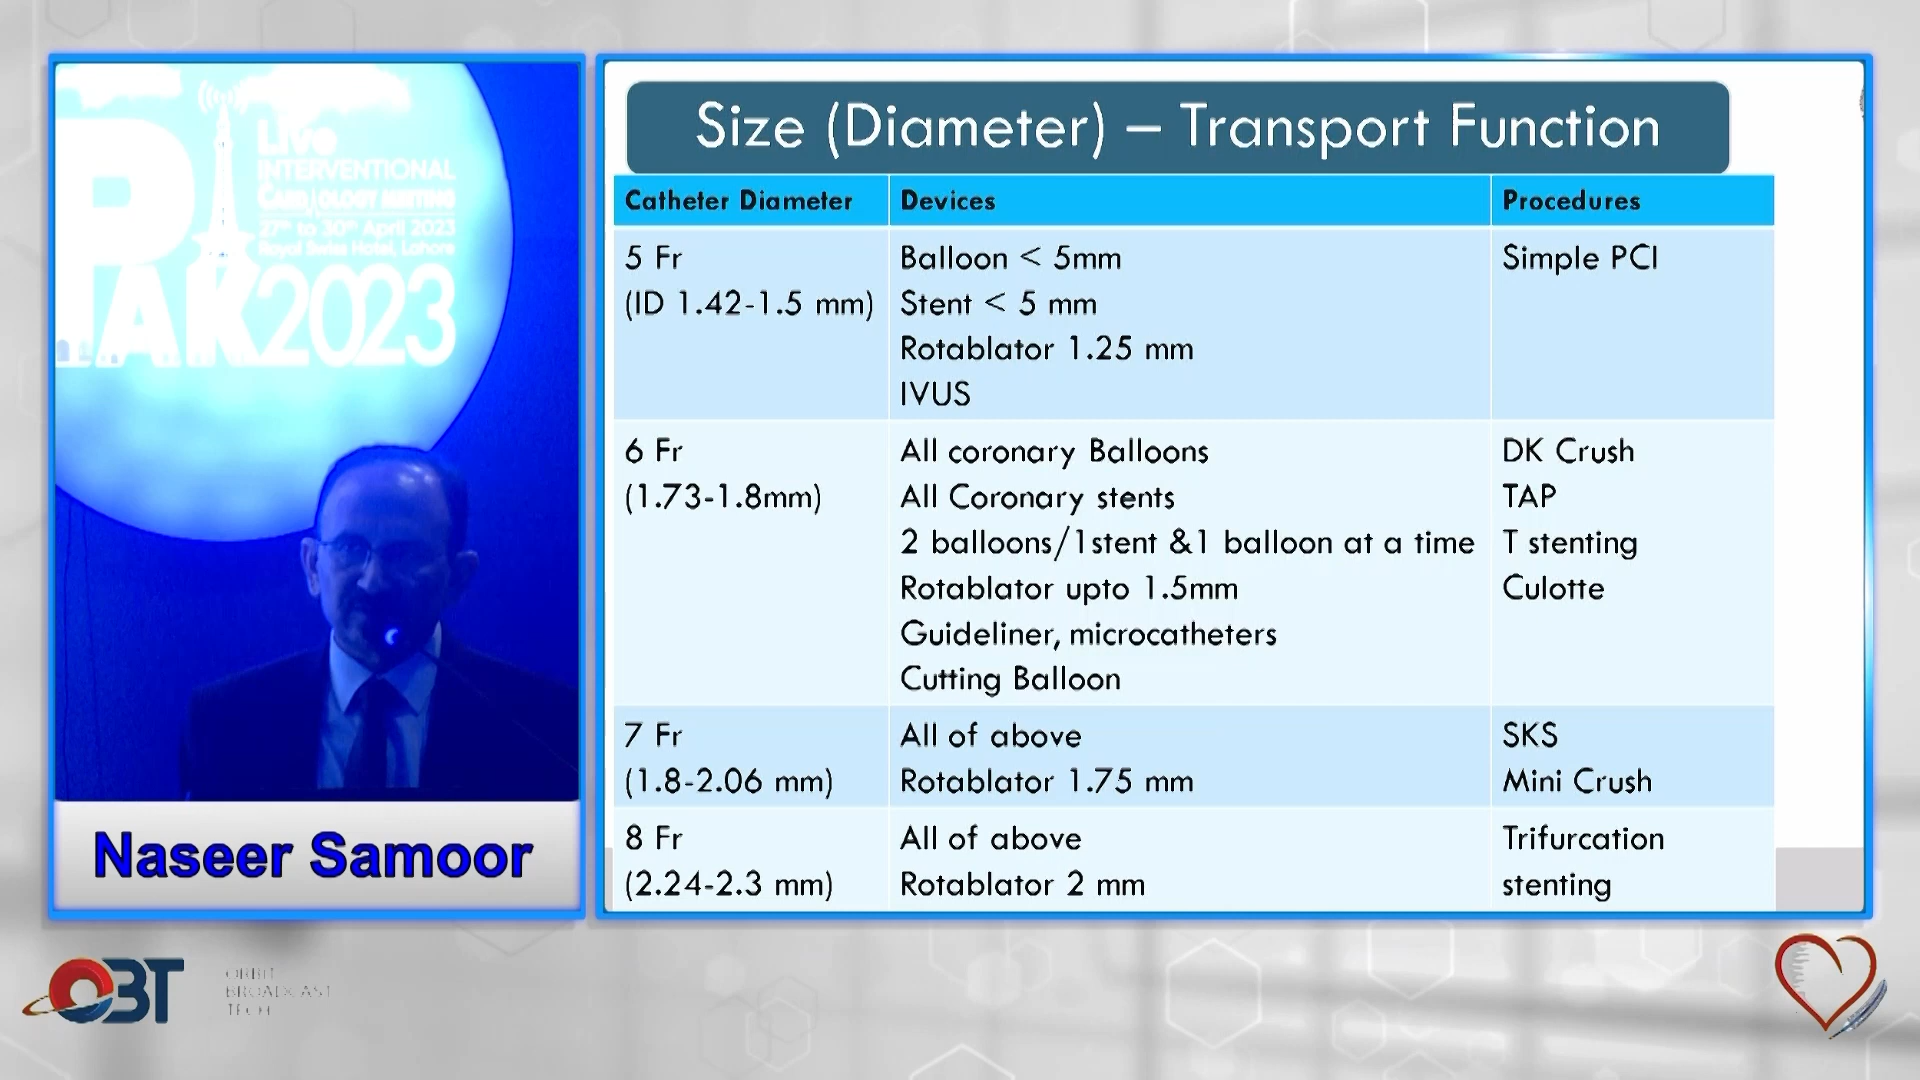 Live
INTERVENTIONAL
CARDIOLOGY MEETING
27th to 30th April 2023
Royal Swiss Hotel, Lahore
PAK2023
Naseer Samoor
Size (Diameter) – Transport Function
Catheter Diameter Devices Procedures
5 Fr Balloon < 5mm Simple PCI
(ID 1.42-1.5 mm) Stent < 5 mm
Rotablator 1.25 mm
IVUS
6 Fr All coronary Balloons DK Crush
(1.73-1.8mm) All Coronary stents TAP
2 balloons/1stent &1 balloon at a time T stenting
Rotablator upto 1.5mm Culotte
Guideliner, microcatheters
Cutting Balloon
7 Fr All of above SKS
(1.8-2.06 mm) Rotablator 1.75 mm Mini Crush
8 Fr All of above Trifurcation
(2.24-2.3 mm) Rotablator 2 mm stenting
OBT
ORBIT
BROADCAST
TECH